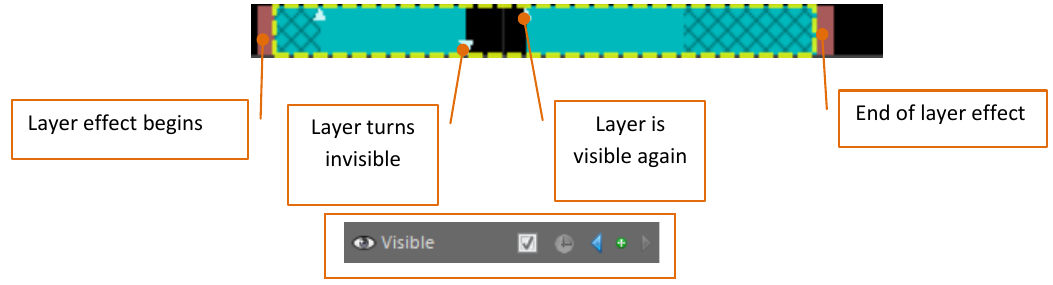 Layer effect begins
Layer turns
invisible
Layer is
visible again
End of layer effect
Visible